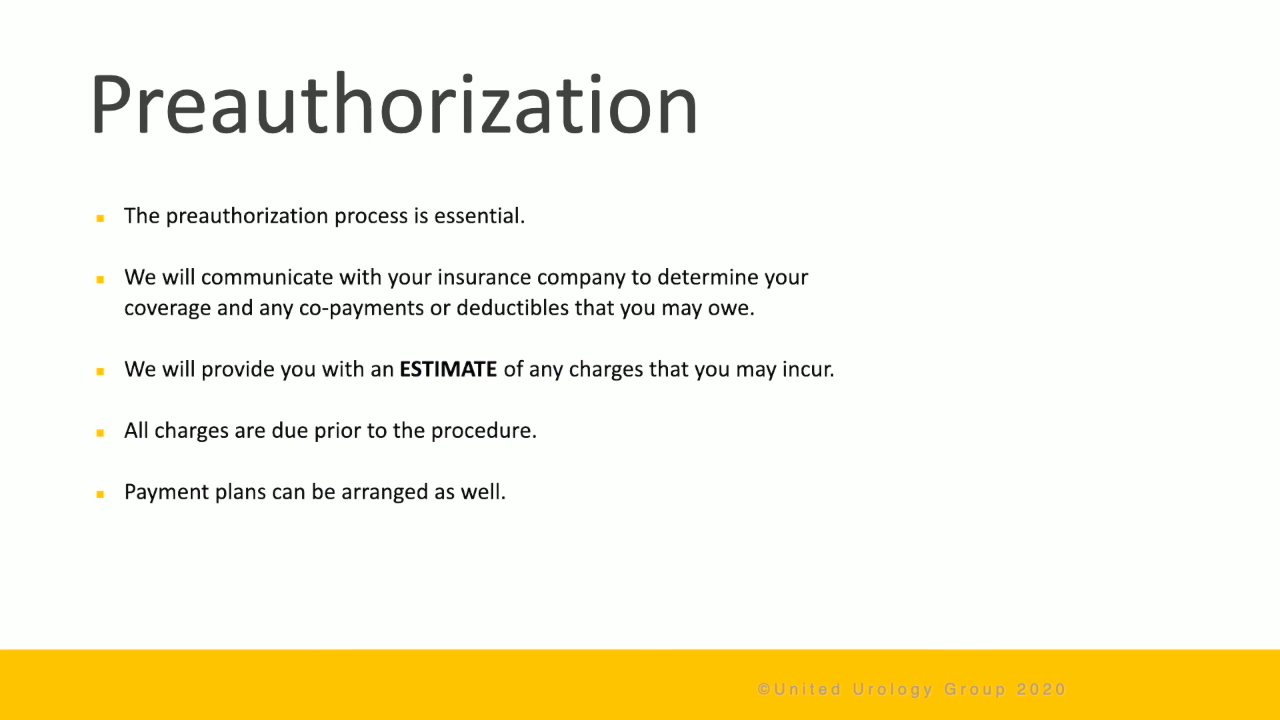 Preauthorization
▪ The preauthorization process is essential.
▪ We will communicate with your insurance company to determine your
coverage and any co-payments or deductibles that you may owe.
▪ We will provide you with an ESTIMATE of any charges that you may incur.
▪ All charges are due prior to the procedure.
▪ Payment plans can be arranged as well.
©United Urology Group 2020